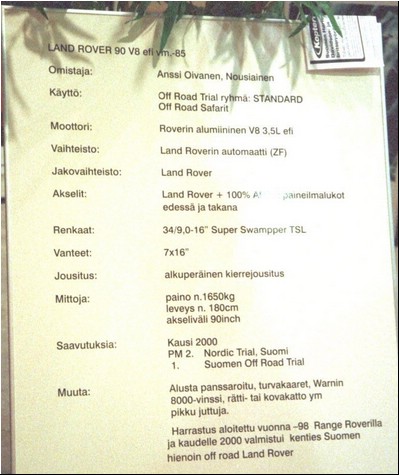 LAND ROVER 90 V8 efi vm.-85
Omistaja: Anssi Oivanen, Nousiainen
Käyttö: Off Road Trial ryhmä: STANDARD
Off Road Safarit
Moottori: Roverin alumiininen V8 3,5L efi
Vaihteisto: Land Roverin automaatti (ZF)
Jakovaihteisto: Land Rover
Akselit: Land Rover + 100% paineilmalukot
edessä ja takana
Renkaat: 34/9,0-16" Super Swampper TSL
Vanteet: 7x16"
Jousitus: alkuperäinen kierrejousitus
Mittoja: paino n.1650kg
leveys n. 180cm
akseliväli 90inch
Saavutuksia: Kausi 2000
PM 2. Nordic Trial, Suomi
1. Suomen Off Road Trial
Muuta: Alusta panssaroitu, turvakaaret, Warnin
8000-vinssi, rätti- tai kovakatto ym
pikku juttuja.
Harrastus aloitettu vuonna –98 Range Roverilla
ja kaudelle 2000 valmistui kenties Suomen
hienoin off road Land Rover